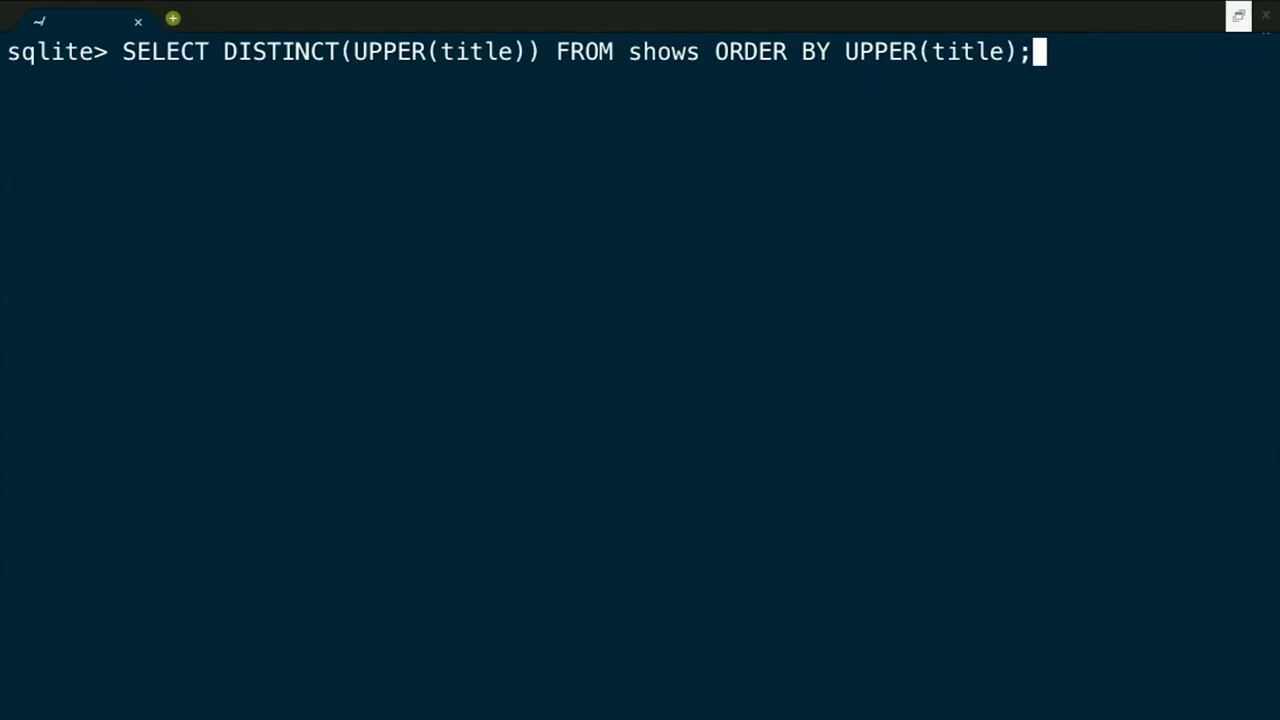 ~/
sqlite> SELECT DISTINCT(UPPER(title)) FROM shows ORDER BY UPPER(title);